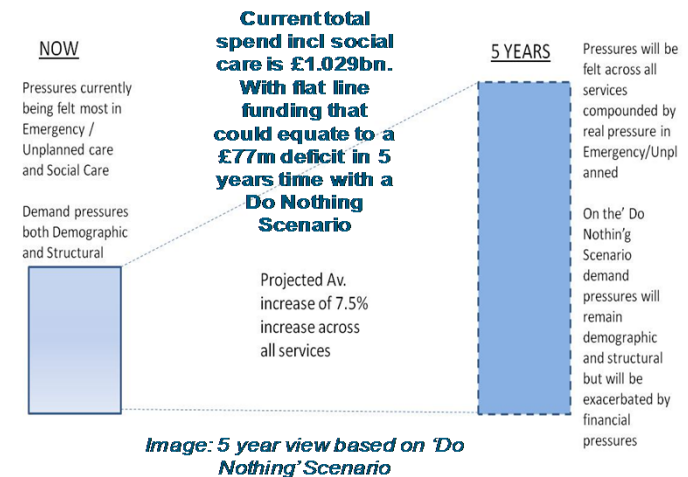 NOW
Pressures currently
being felt most in
Emergency /
Unplanned care
and Social Care
Demand pressures
both Demographic
and Structural
Current total
spend incl social
care is £1.029bn.
With flat line
funding that
could equate to a
£77m deficit in 5
years time with a
Do Nothing
Scenario
Projected Av.
increase of 7.5%
increase across
all services
5 YEARS
Pressures will be
felt across all
services
compounded by
real pressure in
Emergency/Unpl
anned
On the' Do
Nothin'g
Scenario
demand
pressures will
remain
demographic
and structural
but will be
exacerbated by
financial
pressures
Image: 5 year view based on 'Do
Nothing' Scenario